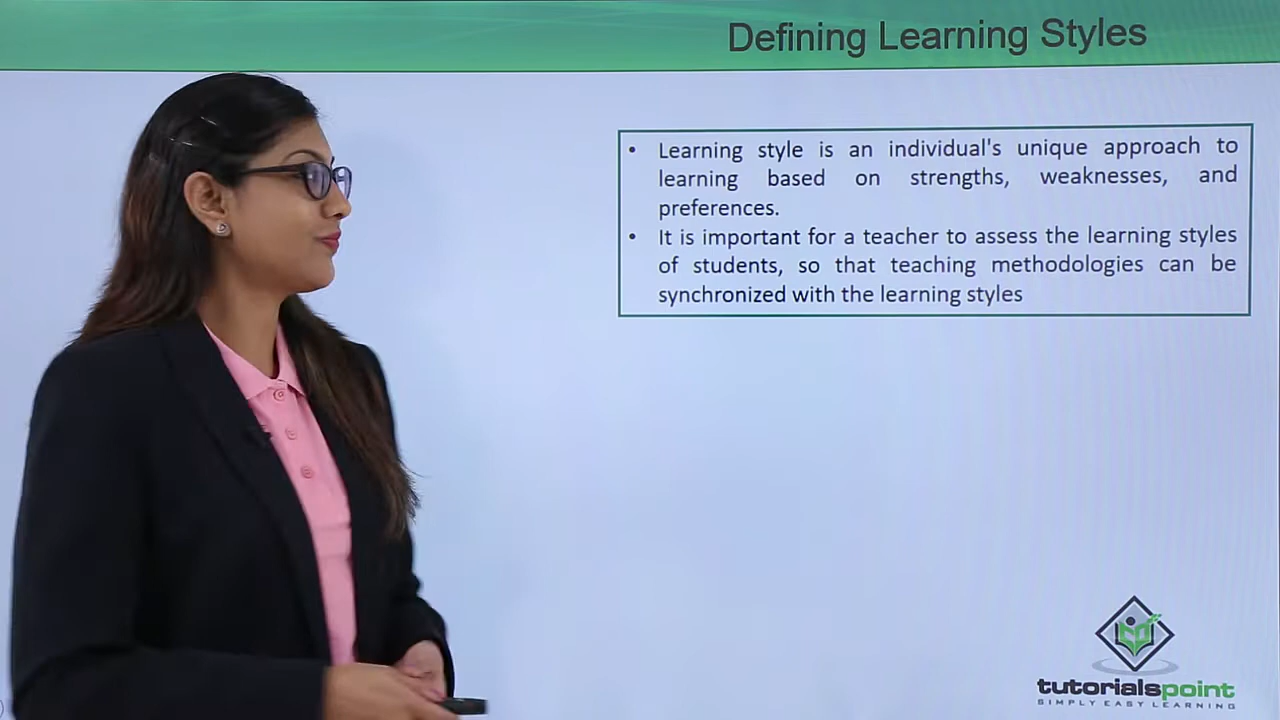 Defining Learning Styles
• Learning style is an individual's unique approach to
learning based on strengths, weaknesses, and
preferences.
• It is important for a teacher to assess the learning styles
of students, so that teaching methodologies can be
synchronized with the learning styles
tutorialspoint
SIMPLY EASY LEARNING